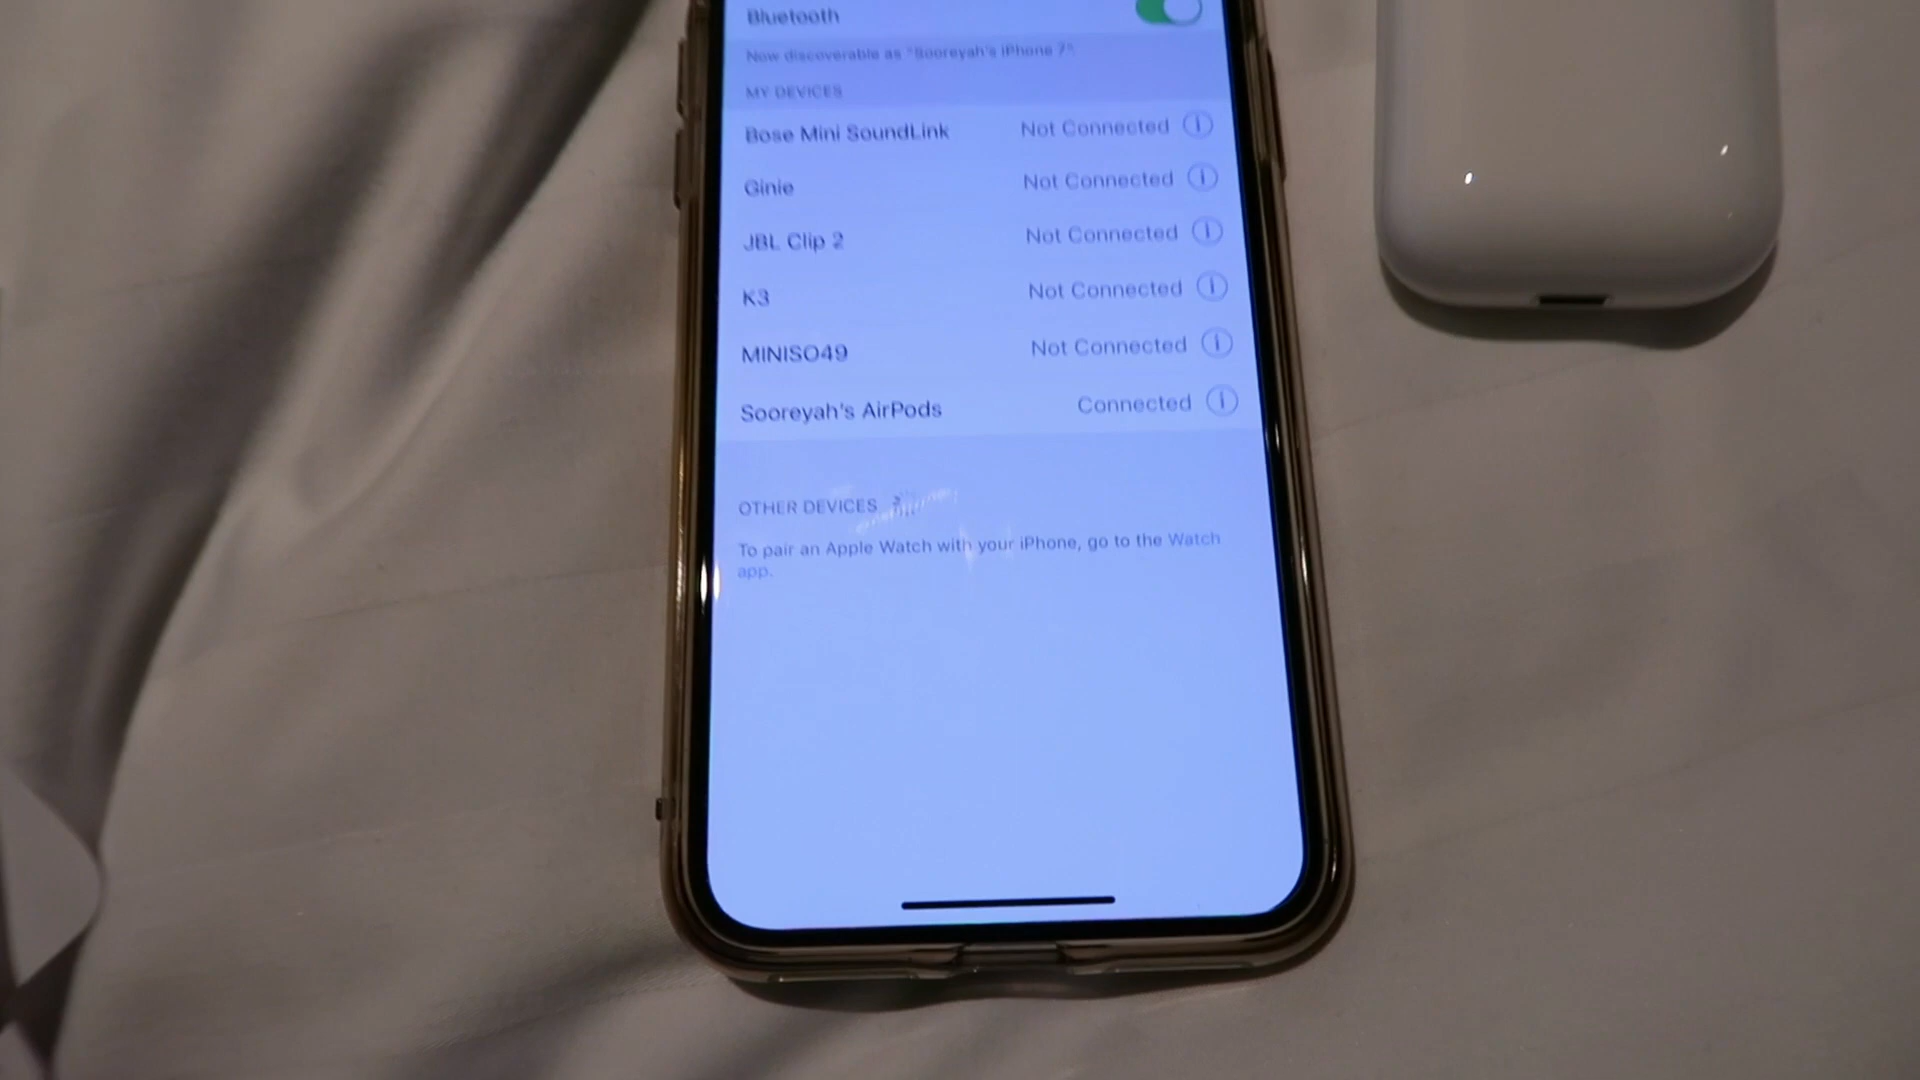 Bluetooth
Now discoverable as "Sooreyah's iPhone 7".
MY DEVICES
Bose Mini SoundLink Not Connected
Ginie Not Connected
JBL Clip 2 Not Connected
K3 Not Connected
MINISO49 Not Connected
Sooreyah's AirPods Connected
OTHER DEVICES
To pair an Apple Watch with your iPhone, go to the Watch
app.